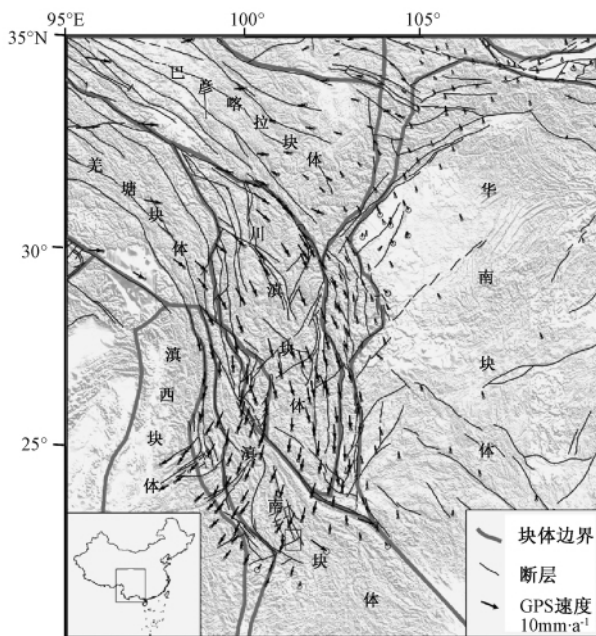 95°E 100° 105°
35°N
30°
25°
巴彦喀拉块体
羌塘块体
川滇块体
华南块体
滇西块体
滇南块体
块体边界
断层
GPS速度
10mm·a⁻¹